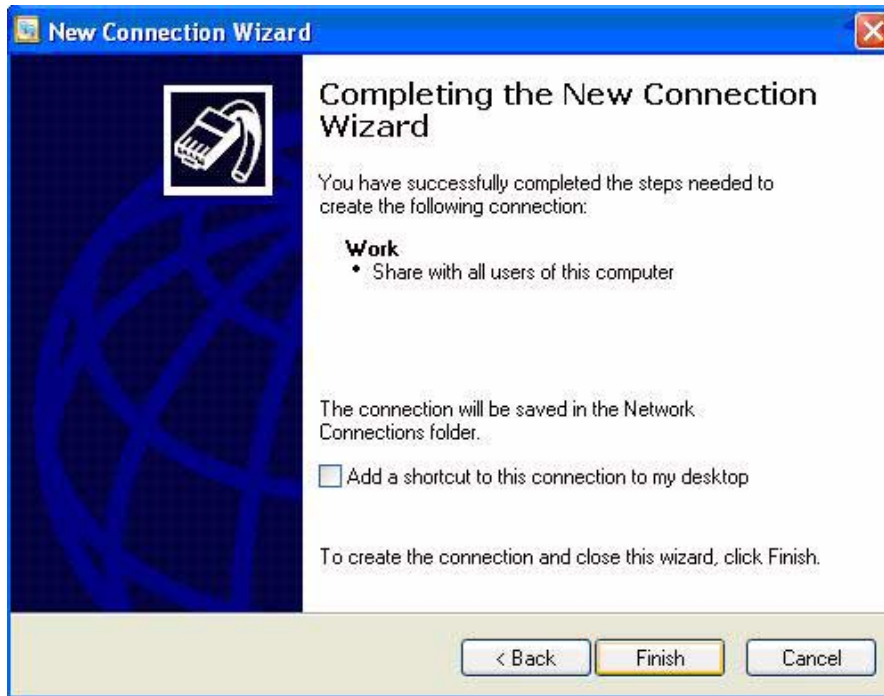 New Connection Wizard
Completing the New Connection
Wizard
You have successfully completed the steps needed to
create the following connection:
Work
• Share with all users of this computer
The connection will be saved in the Network
Connections folder.
Add a shortcut to this connection to my desktop
To create the connection and close this wizard, click Finish.
< Back Finish Cancel